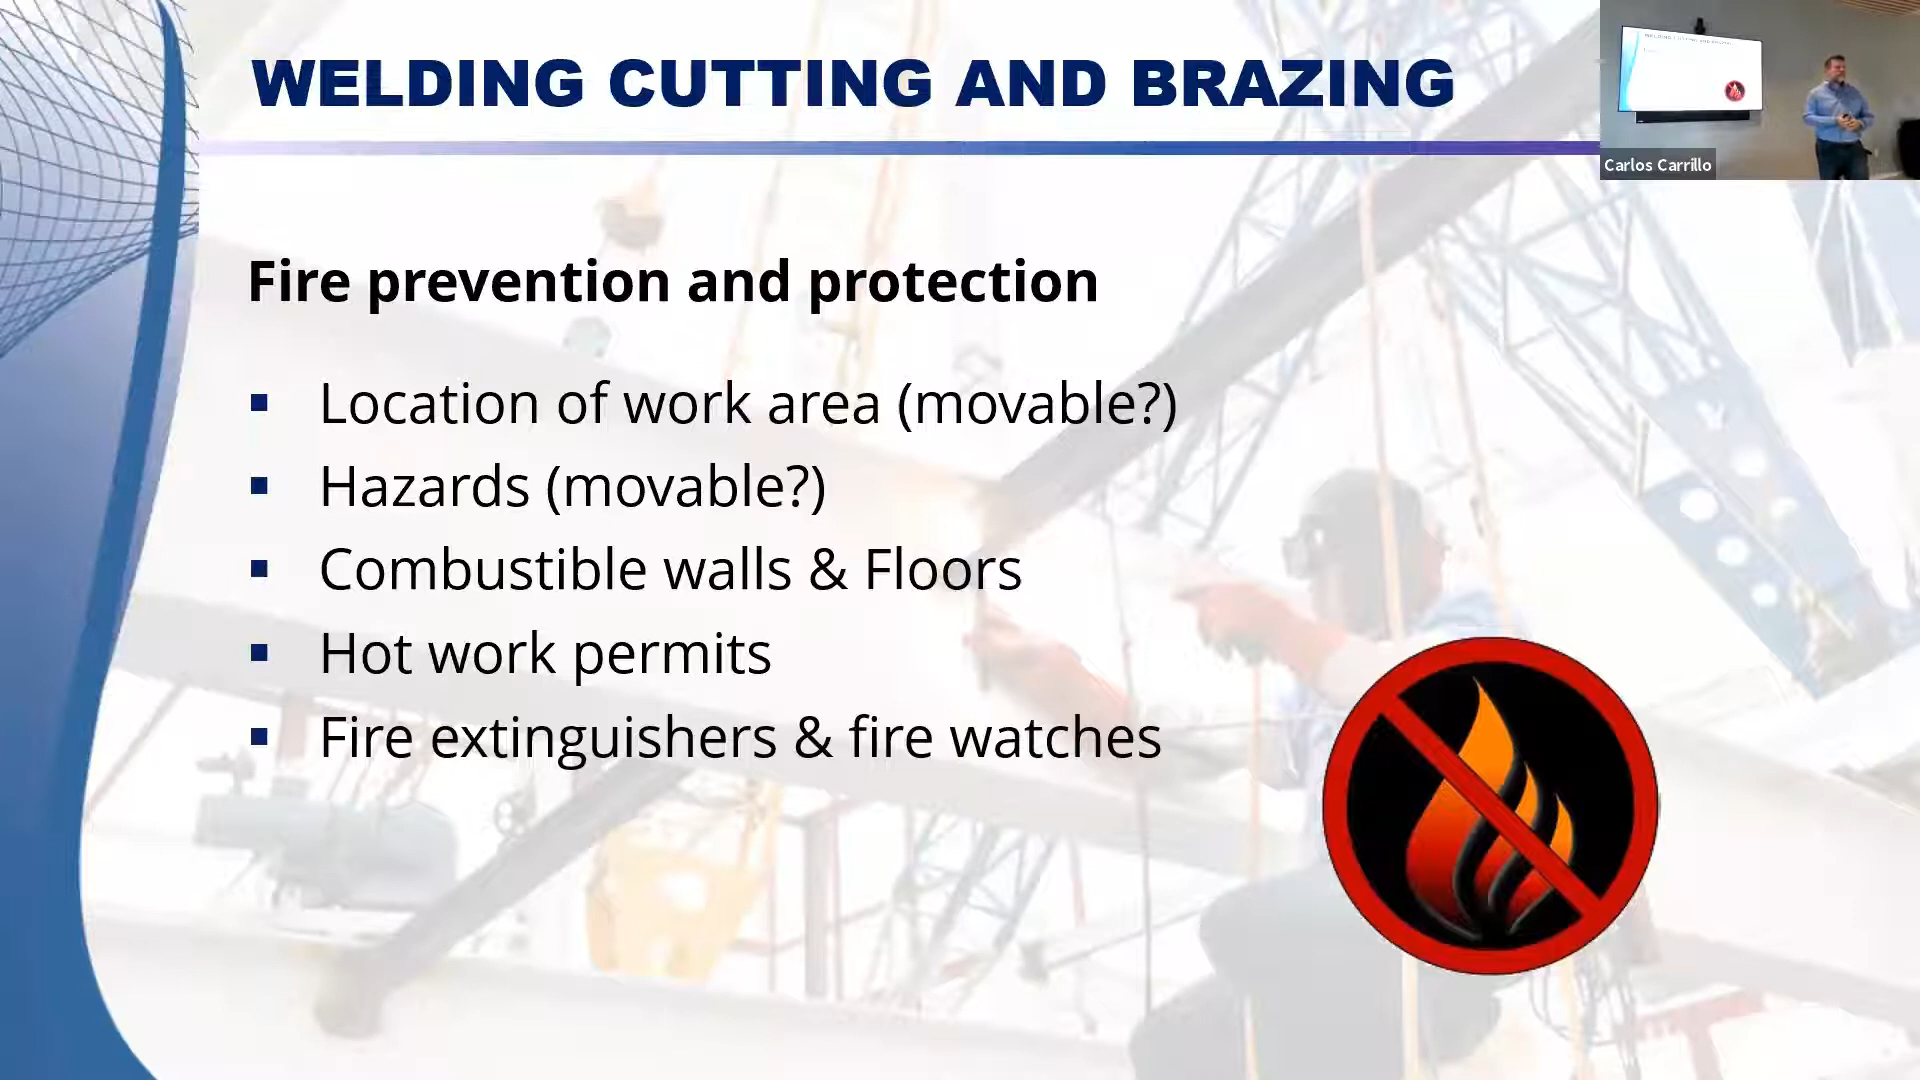 WELDING CUTTING AND BRAZING
Carlos Carrillo
Fire prevention and protection
Location of work area (movable?)
Hazards (movable?)
Combustible walls & Floors
Hot work permits
Fire extinguishers & fire watches